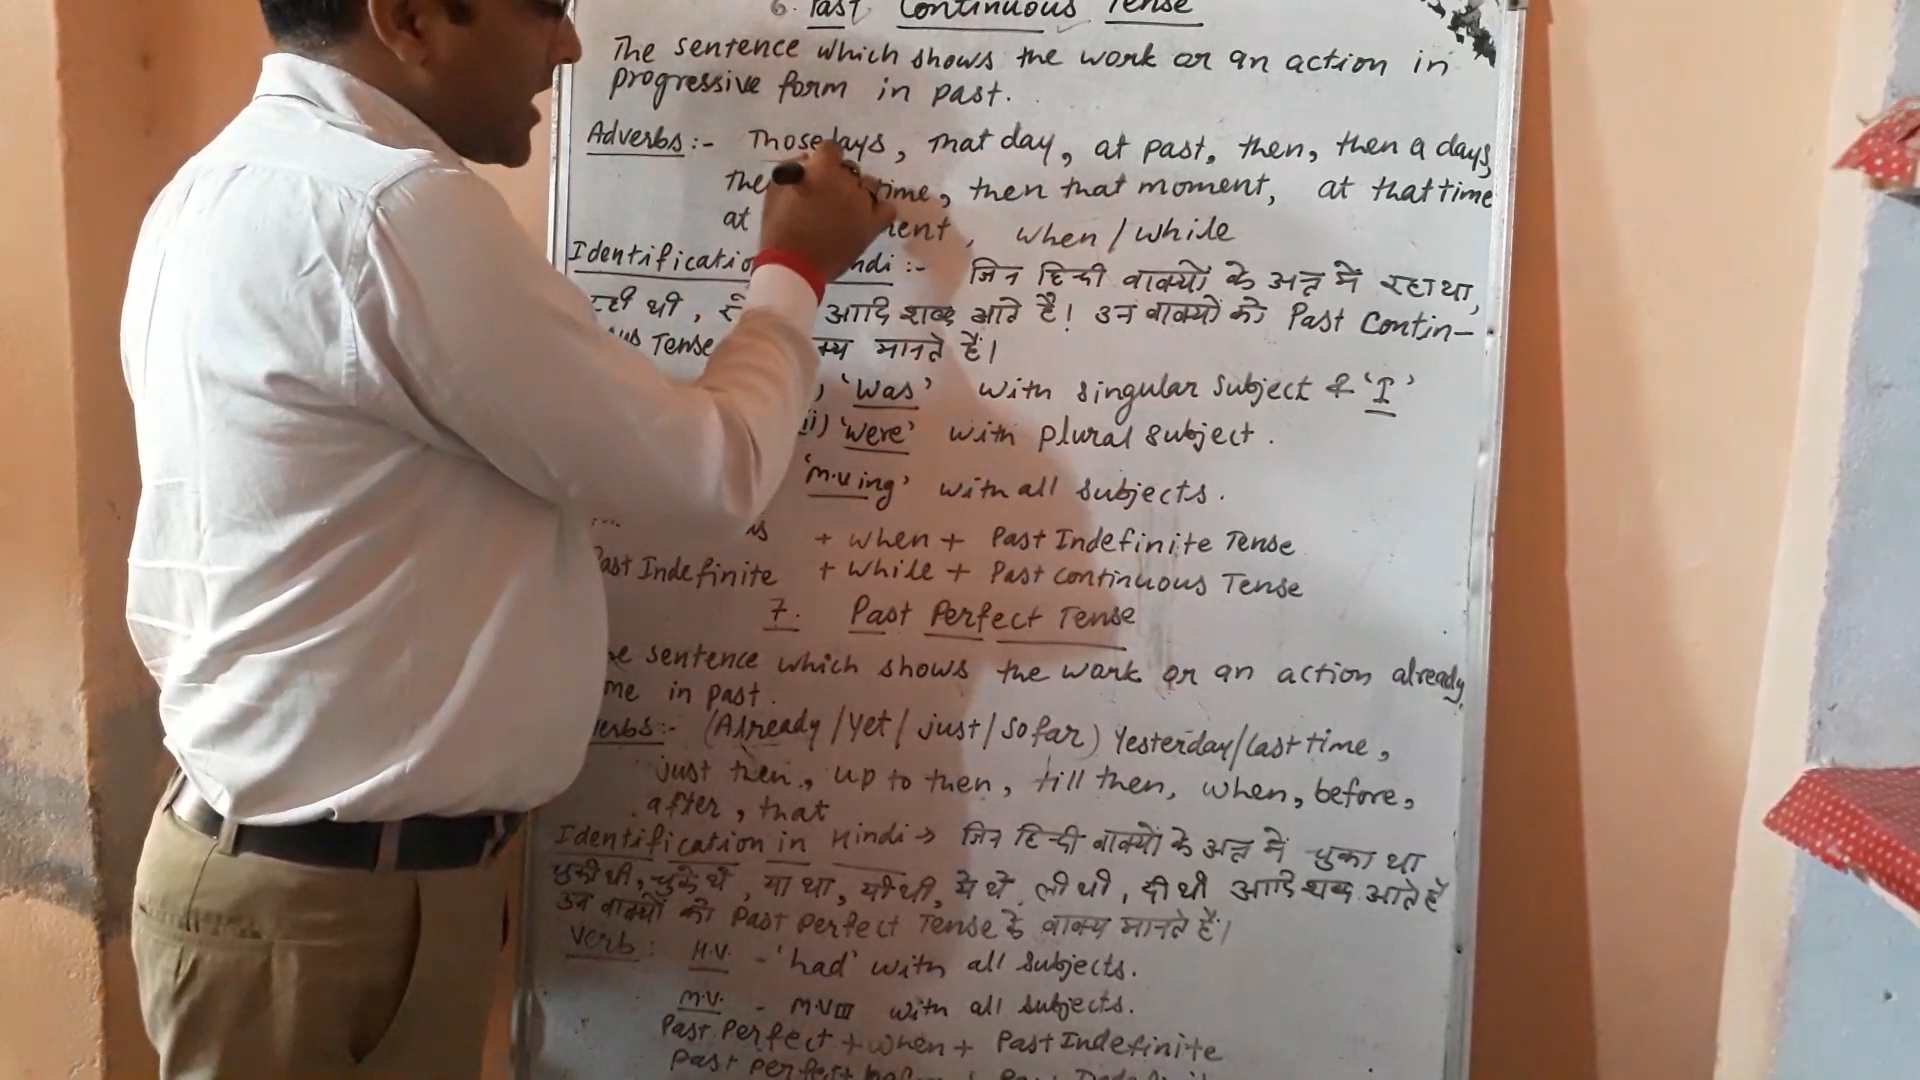 6. Past Continuous Tense
The sentence which shows the work or an action in
progressive form in past.
Adverbs :- Those days, that day, at past, then, then a days,
time, then that moment, at that time
at when / while
Identification :- जिन हिन्दी वाक्यों के अन्त में रहा था,
रही थी, आदि शब्द आते है! उन वाक्यों को Past Contin-
Tense मानते हैं।
'was' with singular subject & 'I'
ii) 'were' with plural subject.
'M.V ing' with all subjects.
+ when + Past Indefinite Tense
Past Indefinite + while + Past continuous Tense
7. Past Perfect Tense
sentence which shows the work or an action already
in past.
(Already / yet / just / so far) Yesterday/last time,
just then, up to then, till then, when, before,
after, that
Identification in Hindi → जिन हिन्दी वाक्यों के अन्त में चुका था
चुकी थी, चुके थे, या था, यी थी, ये थे, ली थी, दी थी आदि शब्द आते हैं
उन वाक्यों को Past Perfect Tense के वाक्य मानते हैं।
Verb: H.V. - 'had' with all subjects.
M.V. - M.VIII with all subjects.
Past Perfect + when + Past Indefinite
Past Perfect